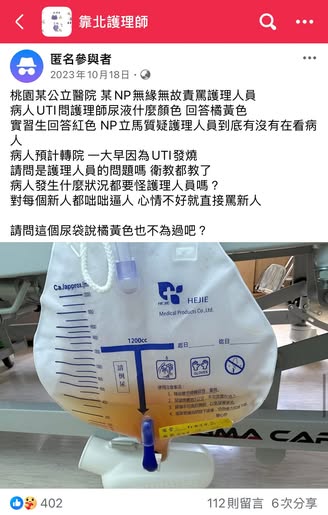 靠北護理師
匿名參與者
2023年10月18日
桃園某公立醫院 某NP無緣無故責罵護理人員
病人UTI問護理師尿液什麼顏色 回答橘黃色
實習生回答紅色 NP立馬質疑護理人員到底有沒有在看病
人
病人預計轉院 一大早因為UTI發燒
請問是護理人員的問題嗎 衛教都教了
病人發生什麼狀況都要怪護理人員嗎?
對每個新人都咄咄逼人 心情不好就直接罵新人
請問這個尿袋說橘黃色也不為過吧?
Ca.(approx.ml)
HEJIE
Medical Products Co.,Ltd.
1200cc
請倒尿
起日
迄日
GLOVES
402
112則留言
6次分享